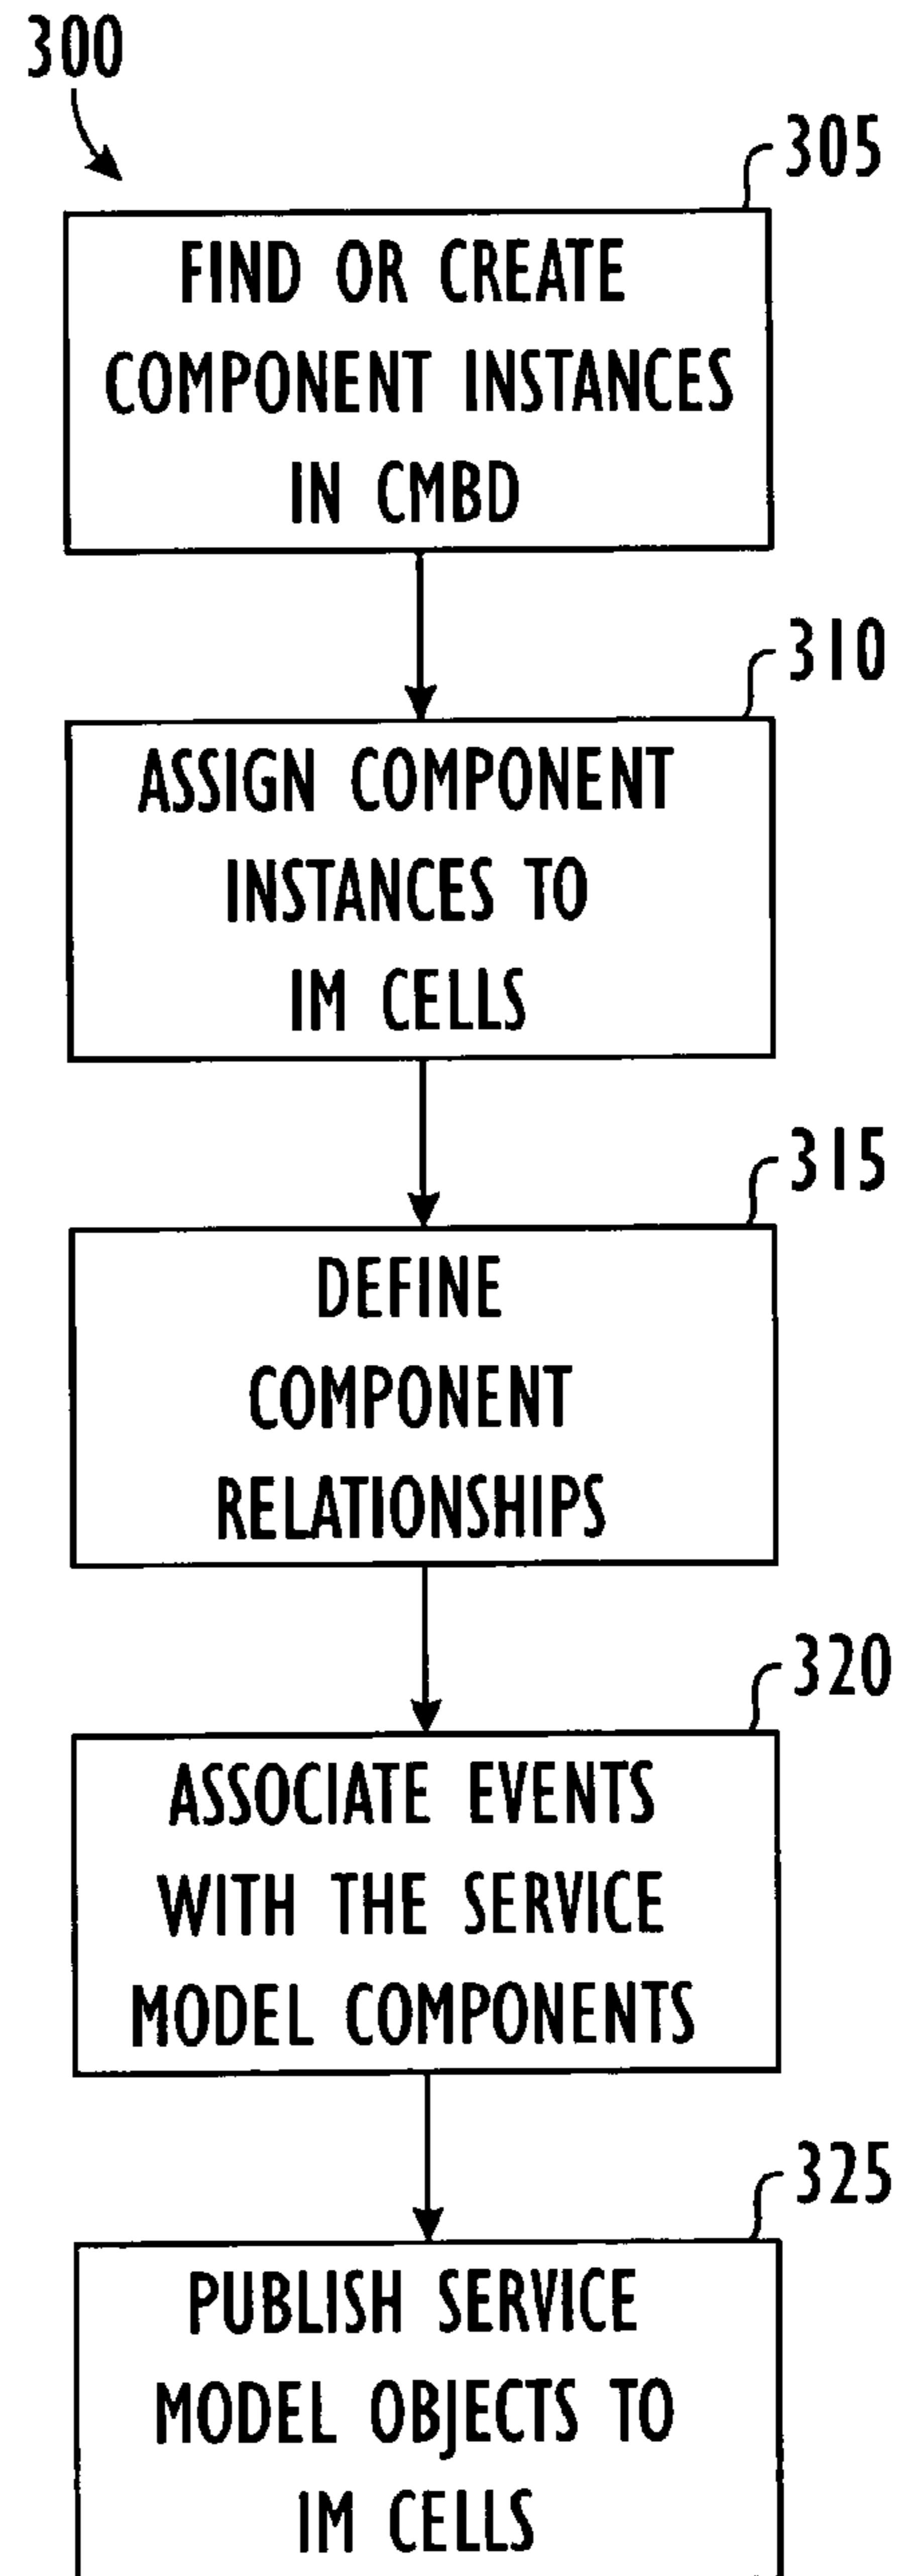 300
305
FIND OR CREATE
COMPONENT INSTANCES
IN CMBD
310
ASSIGN COMPONENT
INSTANCES TO
IM CELLS
315
DEFINE
COMPONENT
RELATIONSHIPS
320
ASSOCIATE EVENTS
WITH THE SERVICE
MODEL COMPONENTS
325
PUBLISH SERVICE
MODEL OBJECTS TO
IM CELLS